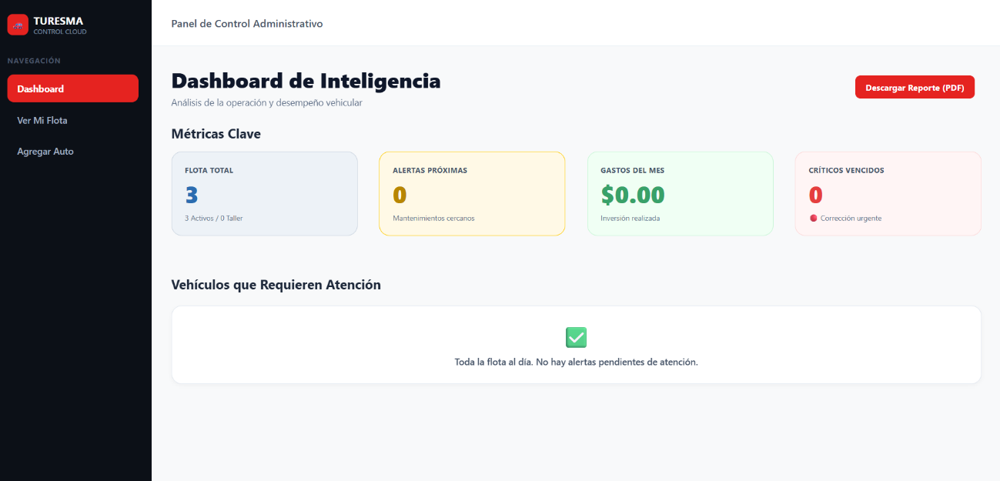 TURESMA
CONTROL CLOUD
NAVEGACIÓN
Dashboard
Ver Mi Flota
Agregar Auto
Panel de Control Administrativo
Dashboard de Inteligencia
Análisis de la operación y desempeño vehicular
Descargar Reporte (PDF)
Métricas Clave
FLOTA TOTAL
3
3 Activos / 0 Taller
ALERTAS PRÓXIMAS
0
Mantenimientos cercanos
GASTOS DEL MES
$0.00
Inversión realizada
CRÍTICOS VENCIDOS
0
Corrección urgente
Vehículos que Requieren Atención
Toda la flota al día. No hay alertas pendientes de atención.